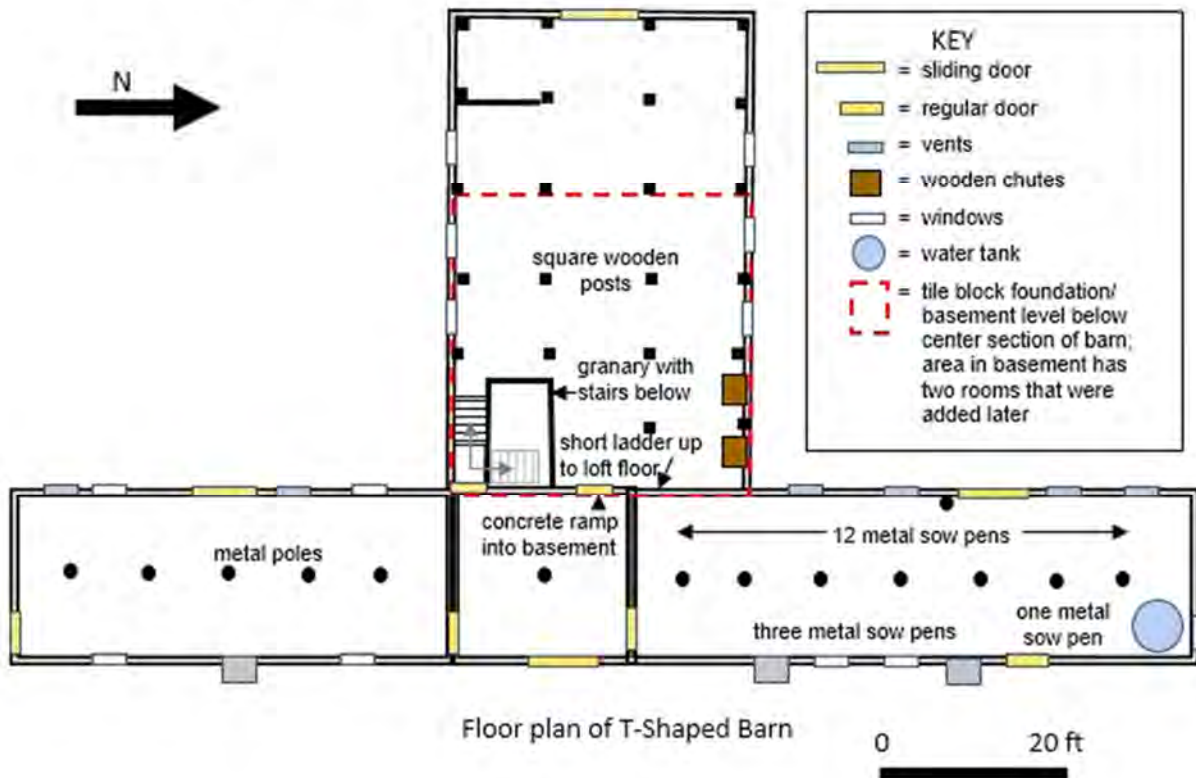 N
KEY
= sliding door
= regular door
= vents
= wooden chutes
= windows
= water tank
= tile block foundation/
basement level below
center section of barn;
area in basement has
two rooms that were
added later
square wooden
posts
granary with
stairs below
short ladder up
to loft floor
concrete ramp
into basement
metal poles
12 metal sow pens
three metal sow pens
one metal
sow pen
Floor plan of T-Shaped Barn
0 20 ft